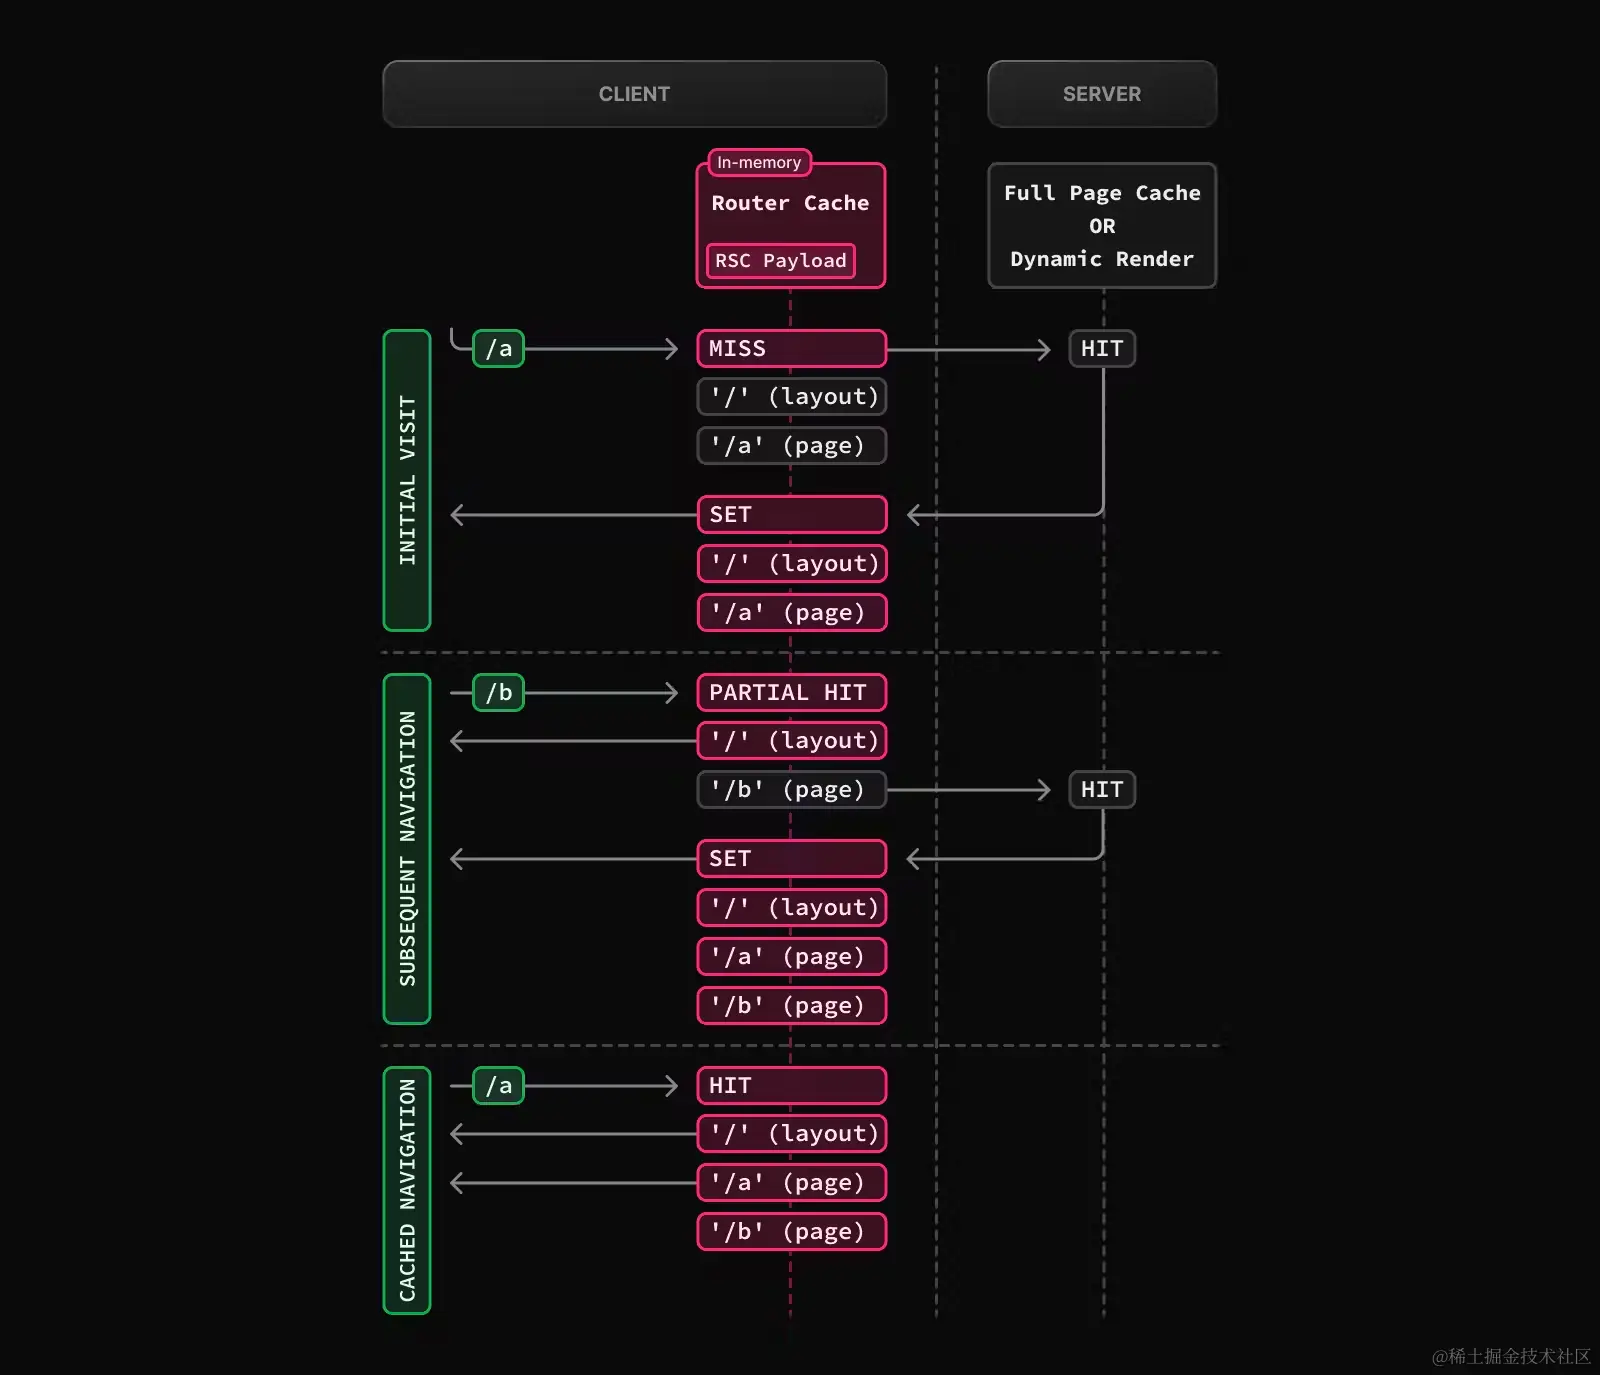 CLIENT
SERVER
In-memory
Router Cache
RSC Payload
Full Page Cache
OR
Dynamic Render
INITIAL VISIT
/a
MISS
HIT
'/' (layout)
'/a' (page)
SET
'/' (layout)
'/a' (page)
SUBSEQUENT NAVIGATION
/b
PARTIAL HIT
'/' (layout)
'/b' (page)
HIT
SET
'/' (layout)
'/a' (page)
'/b' (page)
CACHED NAVIGATION
/a
HIT
'/' (layout)
'/a' (page)
'/b' (page)
@稀土掘金技术社区